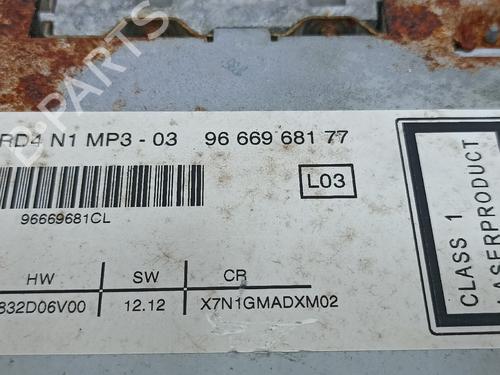 B-PARTS
RD4 N1 MP3 - 03 96 669 681 77
L03
96669681CL
HW SW CR
832D06V00 12.12 X7N1GMADXM02
CLASS 1
LASERPRODUCT